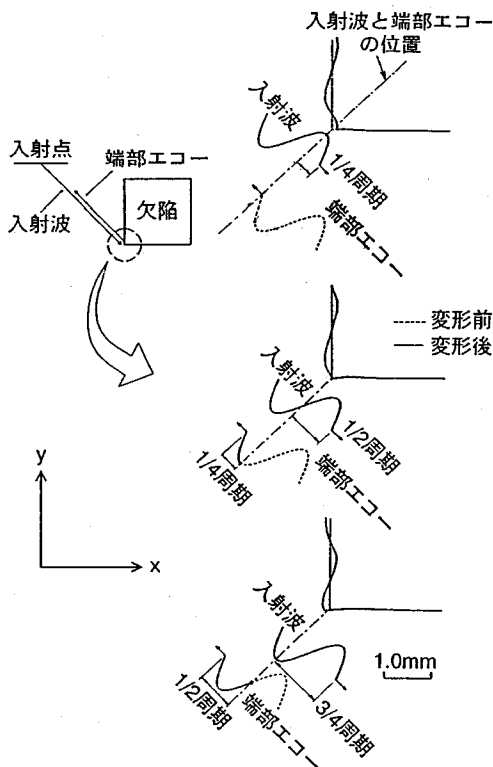 入射波と端部エコー
の位置
入射波
1/4周期
端部エコー
入射点
端部エコー
入射波
欠陥
変形前
変形後
入射波
1/2周期
端部エコー
1/4周期
y
x
入射波
1.0mm
3/4周期
端部エコー
1/2周期